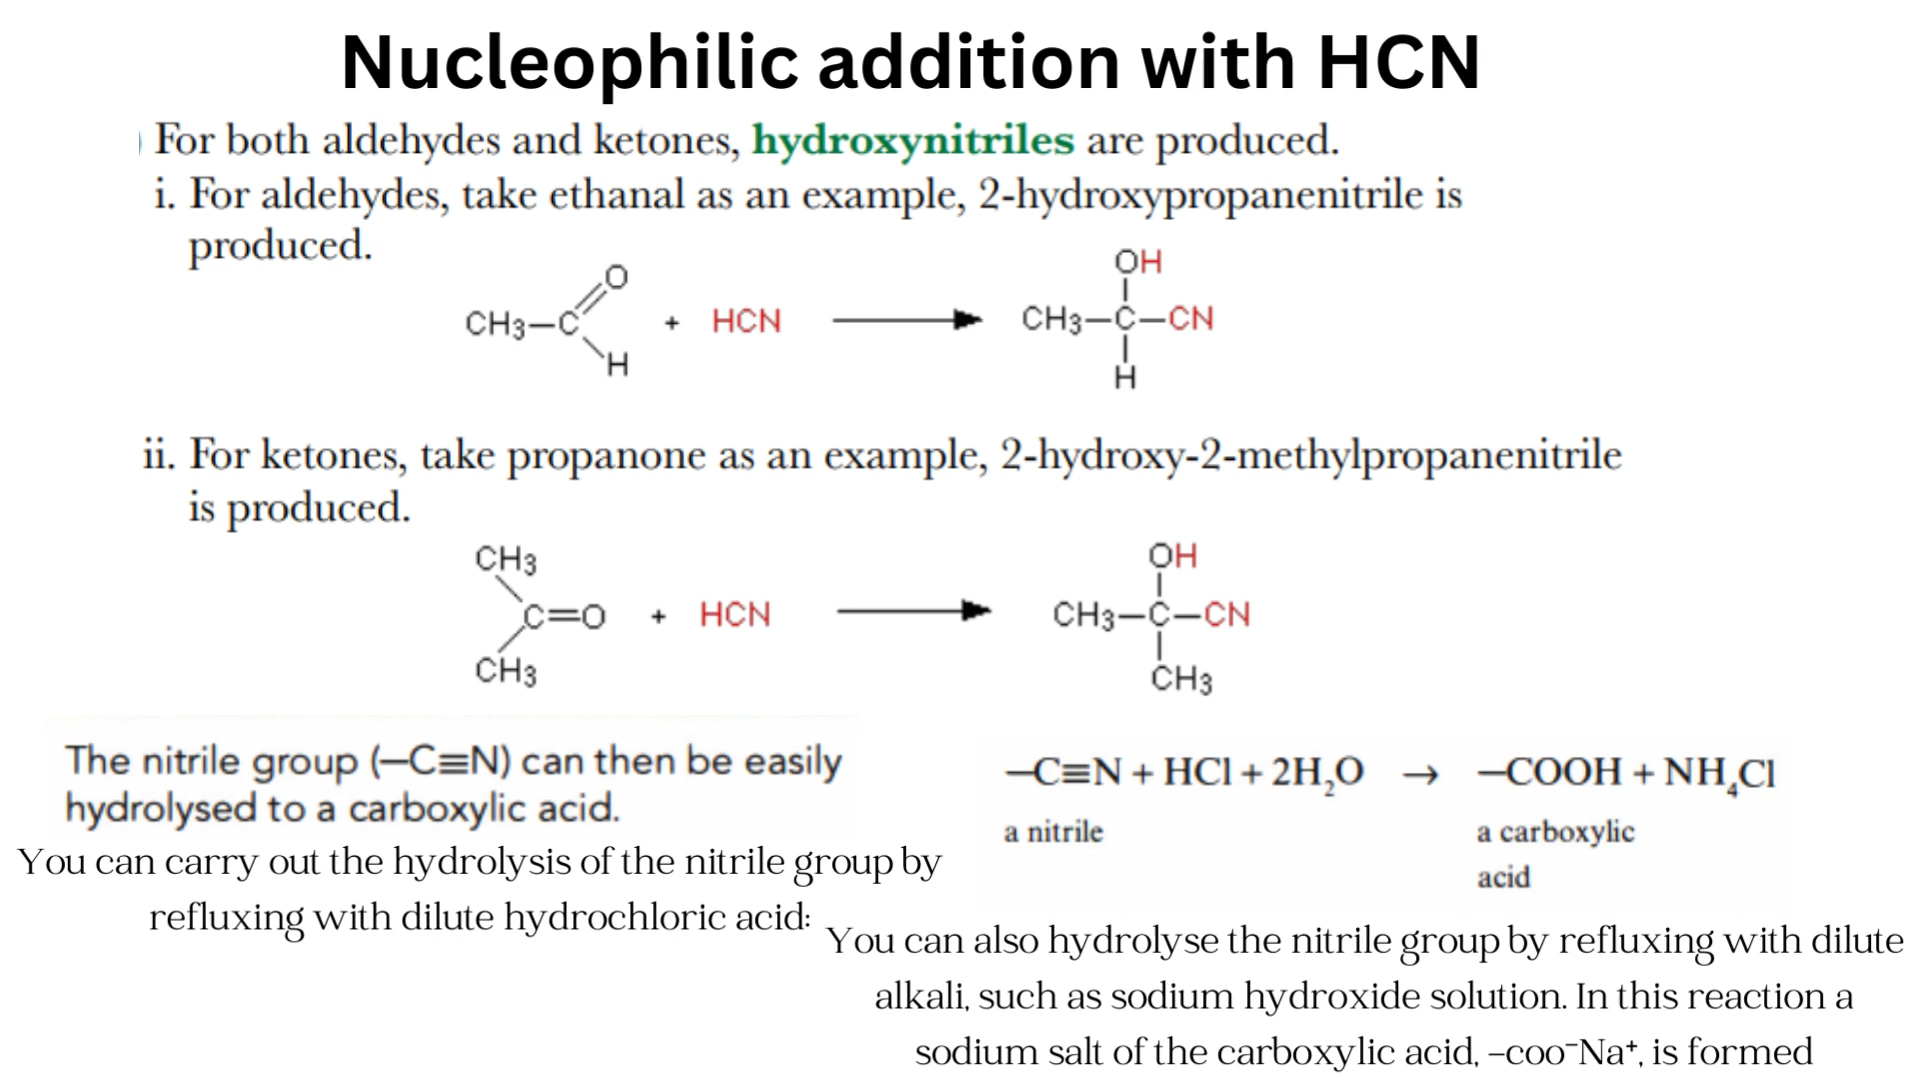 Nucleophilic addition with HCN
) For both aldehydes and ketones, hydroxynitriles are produced.
i. For aldehydes, take ethanal as an example, 2-hydroxypropanenitrile is
produced.
CH3–C
O
H
+ HCN
OH
CH3–C–CN
H
ii. For ketones, take propanone as an example, 2-hydroxy-2-methylpropanenitrile
is produced.
CH3
C=O
CH3
+ HCN
OH
CH3–C–CN
CH3
The nitrile group (–C≡N) can then be easily
hydrolysed to a carboxylic acid.
You can carry out the hydrolysis of the nitrile group by
refluxing with dilute hydrochloric acid:
–C≡N + HCl + 2H₂O → –COOH + NH₄Cl
a nitrile
a carboxylic
acid
You can also hydrolyse the nitrile group by refluxing with dilute
alkali, such as sodium hydroxide solution. In this reaction a
sodium salt of the carboxylic acid, –coo⁻Na⁺, is formed